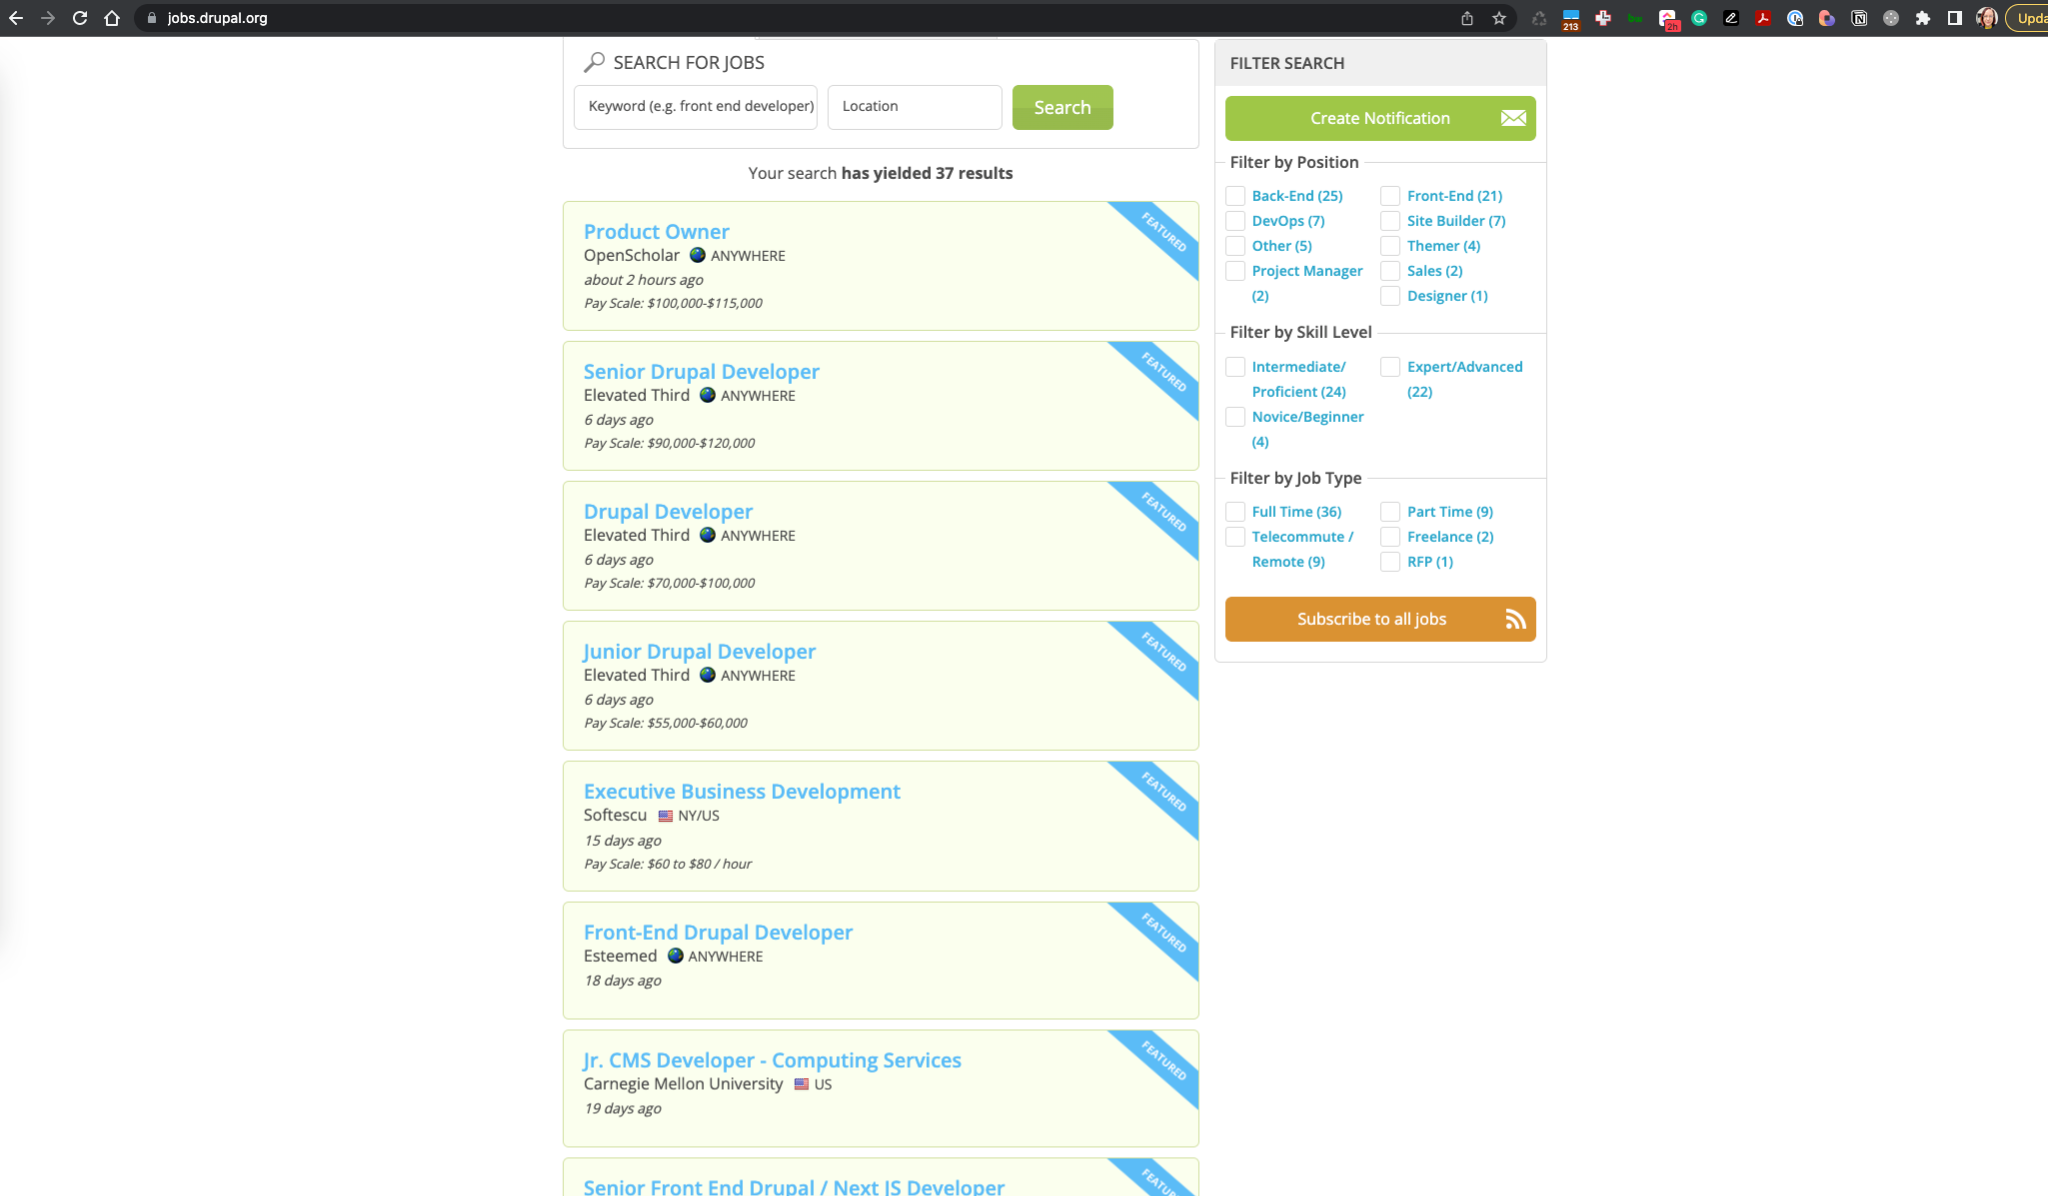 jobs.drupal.org
213
2h
Upda
SEARCH FOR JOBS
Keyword (e.g. front end developer)
Location
Search
Your search has yielded 37 results
FEATURED
Product Owner
OpenScholar ANYWHERE
about 2 hours ago
Pay Scale: $100,000-$115,000
FEATURED
Senior Drupal Developer
Elevated Third ANYWHERE
6 days ago
Pay Scale: $90,000-$120,000
FEATURED
Drupal Developer
Elevated Third ANYWHERE
6 days ago
Pay Scale: $70,000-$100,000
FEATURED
Junior Drupal Developer
Elevated Third ANYWHERE
6 days ago
Pay Scale: $55,000-$60,000
FEATURED
Executive Business Development
Softescu NY/US
15 days ago
Pay Scale: $60 to $80 / hour
FEATURED
Front-End Drupal Developer
Esteemed ANYWHERE
18 days ago
FEATURED
Jr. CMS Developer - Computing Services
Carnegie Mellon University US
19 days ago
FEATU
Senior Front End Drupal / Next JS Developer
FILTER SEARCH
Create Notification
Filter by Position
Back-End (25)
DevOps (7)
Other (5)
Project Manager
(2)
Front-End (21)
Site Builder (7)
Themer (4)
Sales (2)
Designer (1)
Filter by Skill Level
Intermediate/
Proficient (24)
Novice/Beginner
(4)
Expert/Advanced
(22)
Filter by Job Type
Full Time (36)
Telecommute /
Remote (9)
Part Time (9)
Freelance (2)
RFP (1)
Subscribe to all jobs